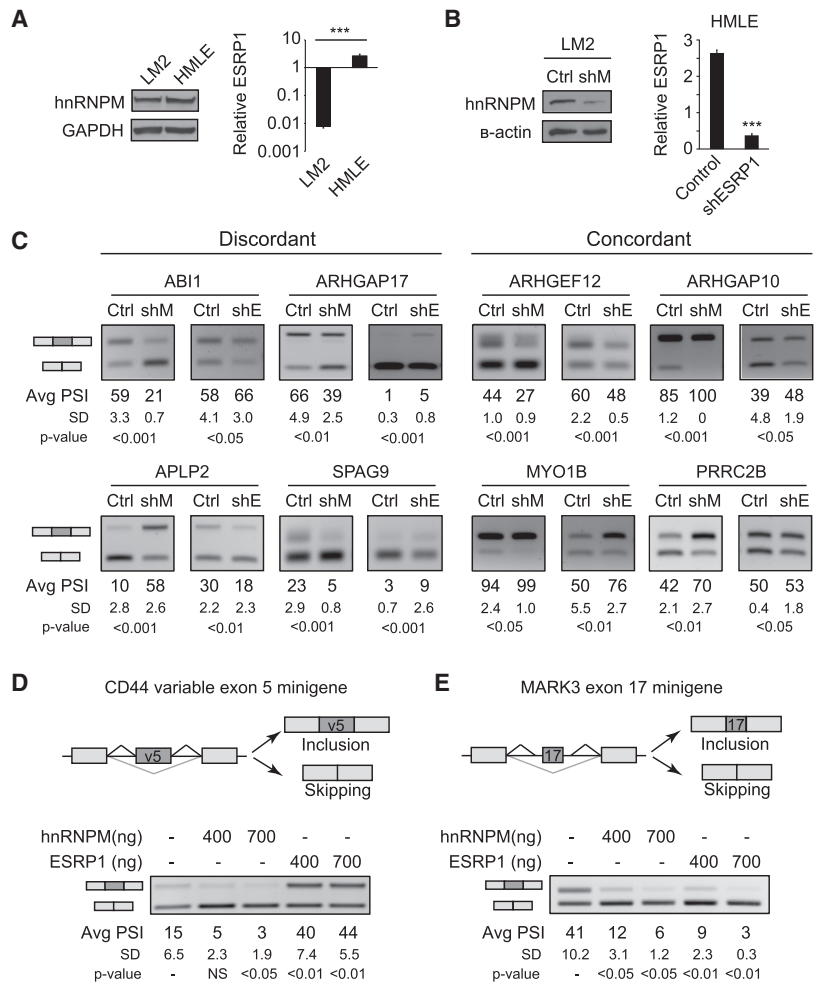 A
LM2 HMLE
hnRNPM
GAPDH
Relative ESRP1
10
1
0.1
0.01
0.001
***
LM2 HMLE
B
LM2
Ctrl shM
hnRNPM
B-actin
HMLE
Relative ESRP1
3
2
1
0
***
Control shESRP1
C
Discordant Concordant
ABI1 ARHGAP17 ARHGEF12 ARHGAP10
Ctrl shM Ctrl shE Ctrl shM Ctrl shE Ctrl shM Ctrl shE Ctrl shM Ctrl shE
Avg PSI 59 21 58 66 66 39 1 5 44 27 60 48 85 100 39 48
SD 3.3 0.7 4.1 3.0 4.9 2.5 0.3 0.8 1.0 0.9 2.2 0.5 1.2 0 4.8 1.9
p-value <0.001 <0.05 <0.01 <0.001 <0.001 <0.001 <0.001 <0.05
APLP2 SPAG9 MYO1B PRRC2B
Ctrl shM Ctrl shE Ctrl shM Ctrl shE Ctrl shM Ctrl shE Ctrl shM Ctrl shE
Avg PSI 10 58 30 18 23 5 3 9 94 99 50 76 42 70 50 53
SD 2.8 2.6 2.2 2.3 2.9 0.8 0.7 2.6 2.4 1.0 5.5 2.7 2.1 2.7 0.4 1.8
p-value <0.001 <0.01 <0.001 <0.001 <0.05 <0.01 <0.01 <0.05
D
CD44 variable exon 5 minigene
v5
v5
Inclusion
Skipping
hnRNPM(ng) - 400 700 - -
ESRP1 (ng) - - - 400 700
Avg PSI 15 5 3 40 44
SD 6.5 2.3 1.9 7.4 5.5
p-value - NS <0.05 <0.01 <0.01
E
MARK3 exon 17 minigene
17
17
Inclusion
Skipping
hnRNPM(ng) - 400 700 - -
ESRP1 (ng) - - - 400 700
Avg PSI 41 12 6 9 3
SD 10.2 3.1 1.2 2.3 0.3
p-value - <0.05 <0.05 <0.01 <0.01